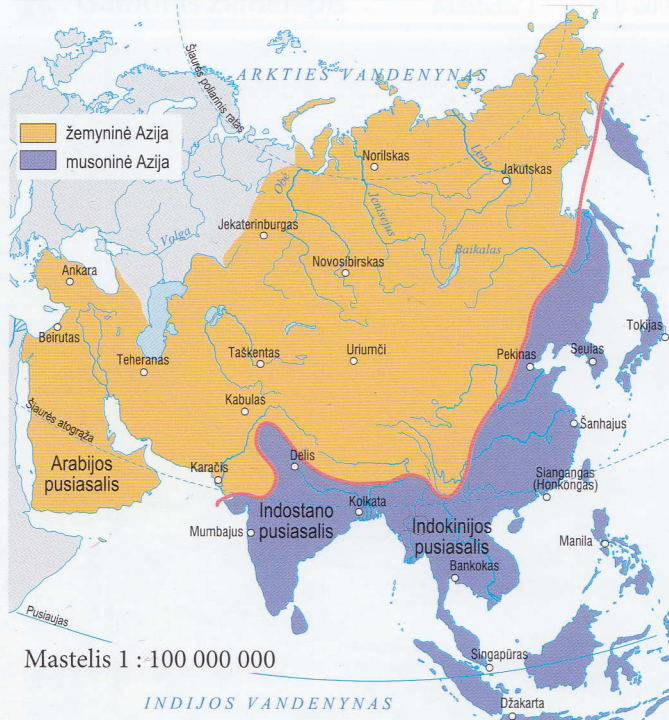 ARKTIES VANDENYNAS
Šiaurės poliarinis ratas
žemyninė Azija
musoninė Azija
Norilskas
Lena
Jakutskas
Obė
Jenisejus
Jekaterinburgas
Volga
Baikalas
Novosibirskas
Ankara
Beirutas
Teheranas
Taškentas
Uriumči
Pekinas
Seulas
Tokijas
Kabulas
Šiaurės atogrąža
Šanhajus
Arabijos
pusiasalis
Karačis
Delis
Siangangas
(Honkongas)
Kolkata
Indostano
pusiasalis
Mumbajus
Indokinijos
pusiasalis
Manila
Bankokas
Pusiaujas
Mastelis 1 : 100 000 000
Singapūras
INDIJOS VANDENYNAS
Džakarta